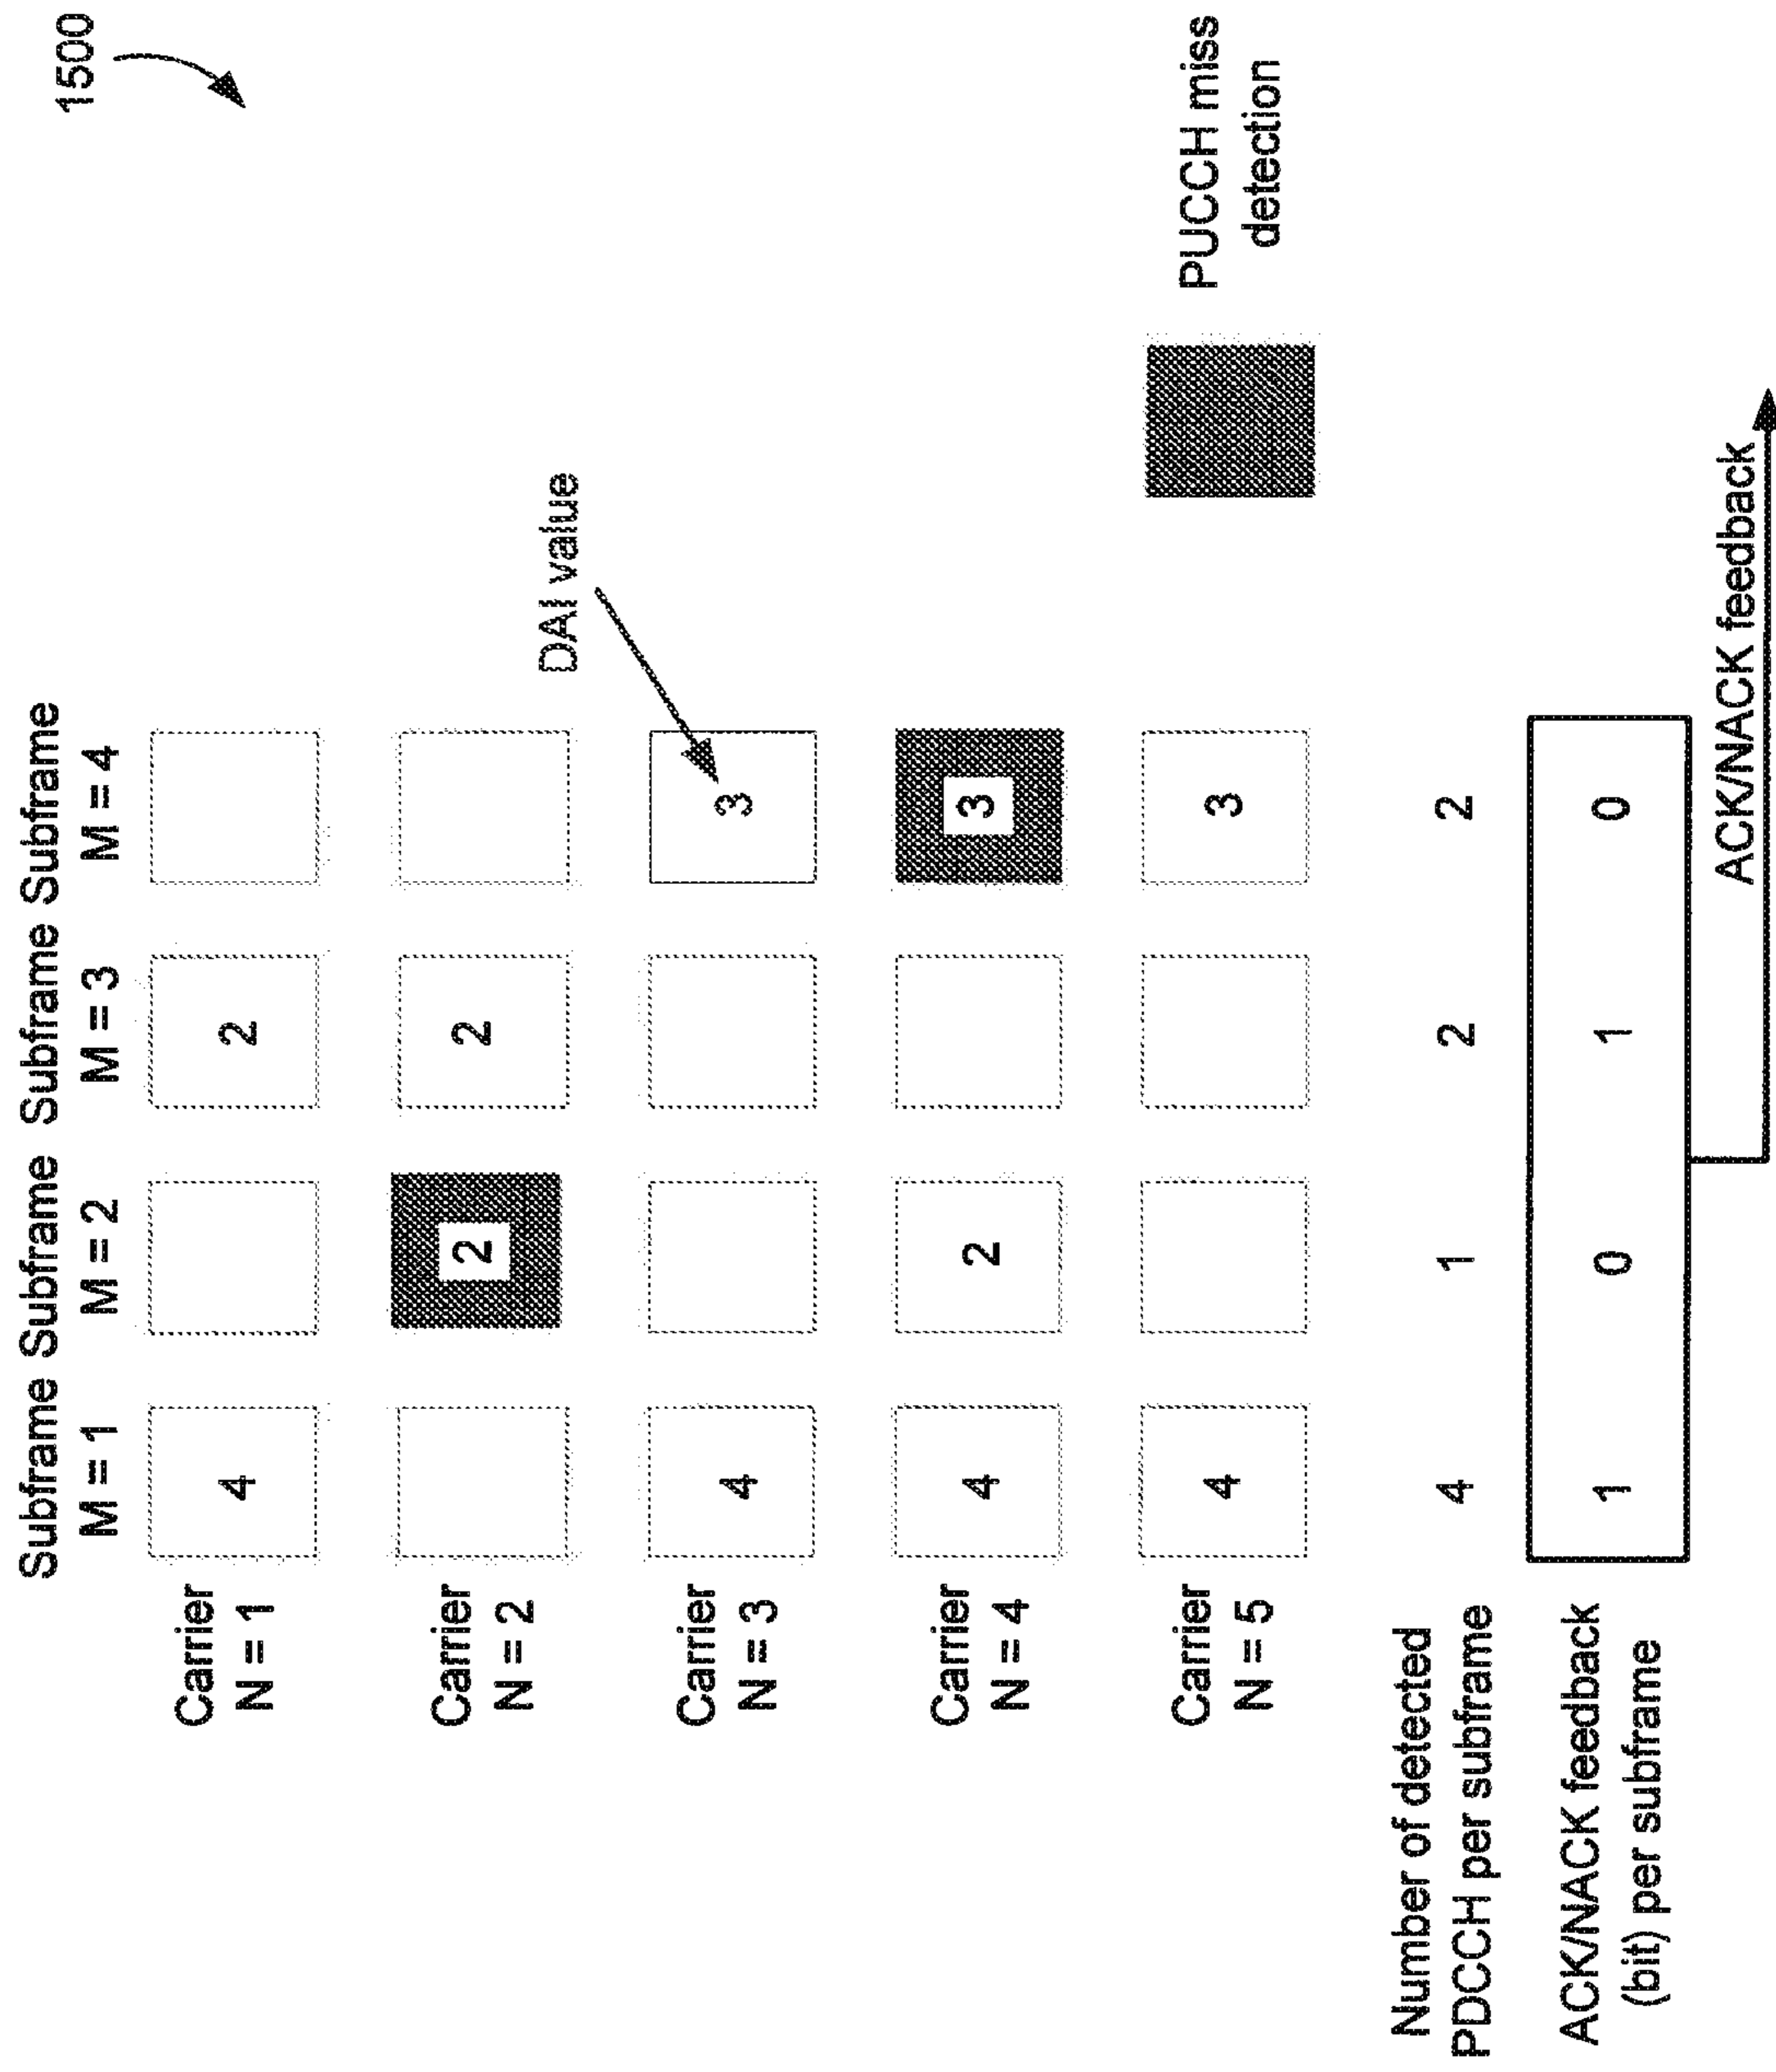 1500
Subframe Subframe Subframe Subframe
M = 1 M = 2 M = 3 M = 4
Carrier
N = 1
4 2
Carrier
N = 2
2 2
DAI value
Carrier
N = 3
4 3
Carrier
N = 4
4 2 3
Carrier
N = 5
4 3
PUCCH miss
detection
Number of detected
PDCCH per subframe
4 1 2 2
ACK/NACK feedback
(bit) per subframe
1 0 1 0
ACK/NACK feedback